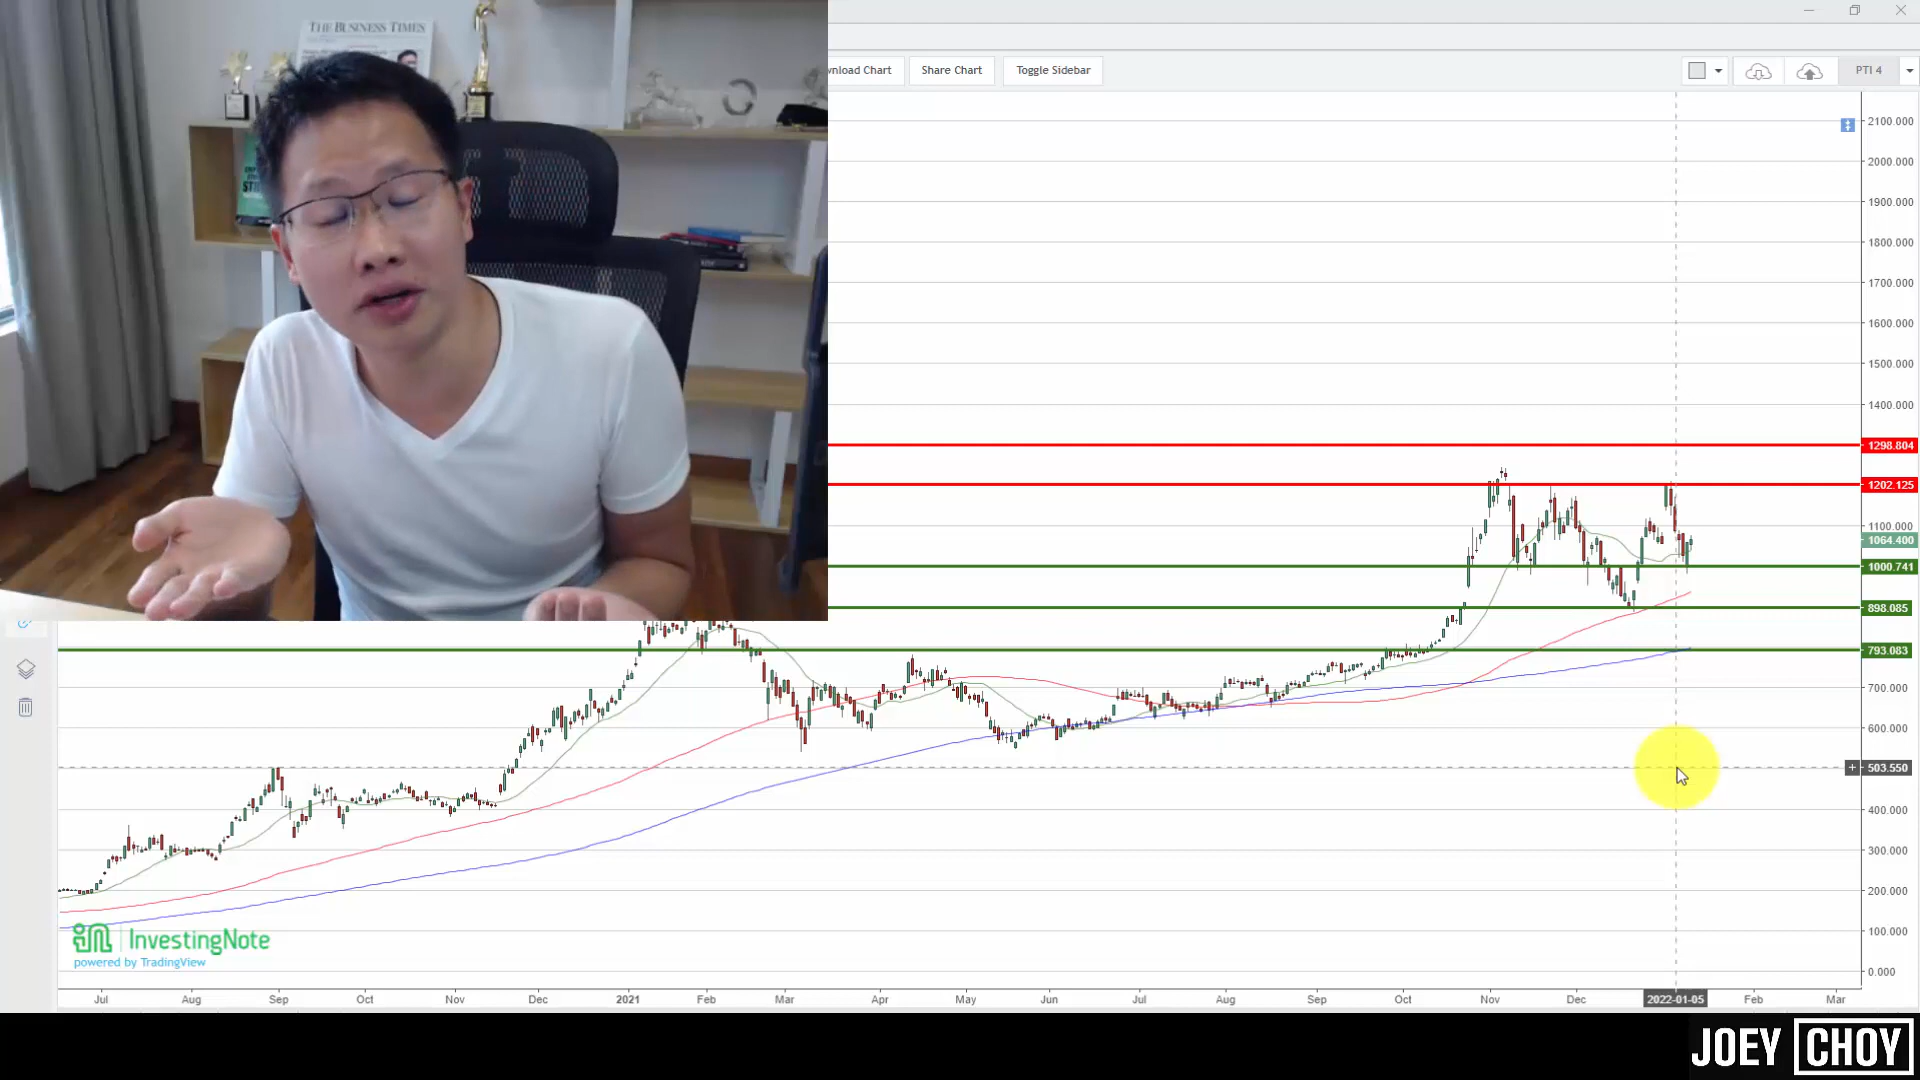 THE BUSINESS TIMES
wnload Chart
Share Chart
Toggle Sidebar
PTI 4
2100.000
2000.000
1900.000
1800.000
1700.000
1600.000
1500.000
1400.000
1298.804
1202.125
1100.000
1064.400
1000.741
898.085
793.083
700.000
600.000
+ 503.550
400.000
300.000
200.000
100.000
0.000
InvestingNote
powered by TradingView
Jul Aug Sep Oct Nov Dec 2021 Feb Mar Apr May Jun Jul Aug Sep Oct Nov Dec 2022-01-05 Feb Mar
JOEY CHOY